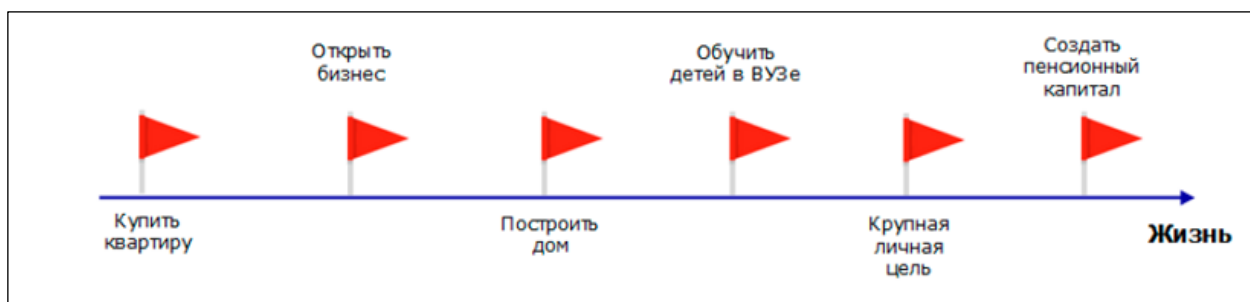 Открыть
бизнес
Обучить
детей в ВУЗе
Создать
пенсионный
капитал
Купить
квартиру
Построить
дом
Крупная
личная
цель
Жизнь